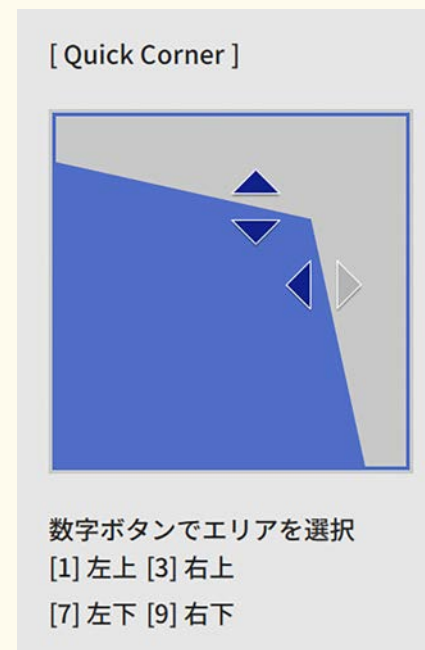 [ Quick Corner ]
数字ボタンでエリアを選択
[1] 左上 [3] 右上
[7] 左下 [9] 右下